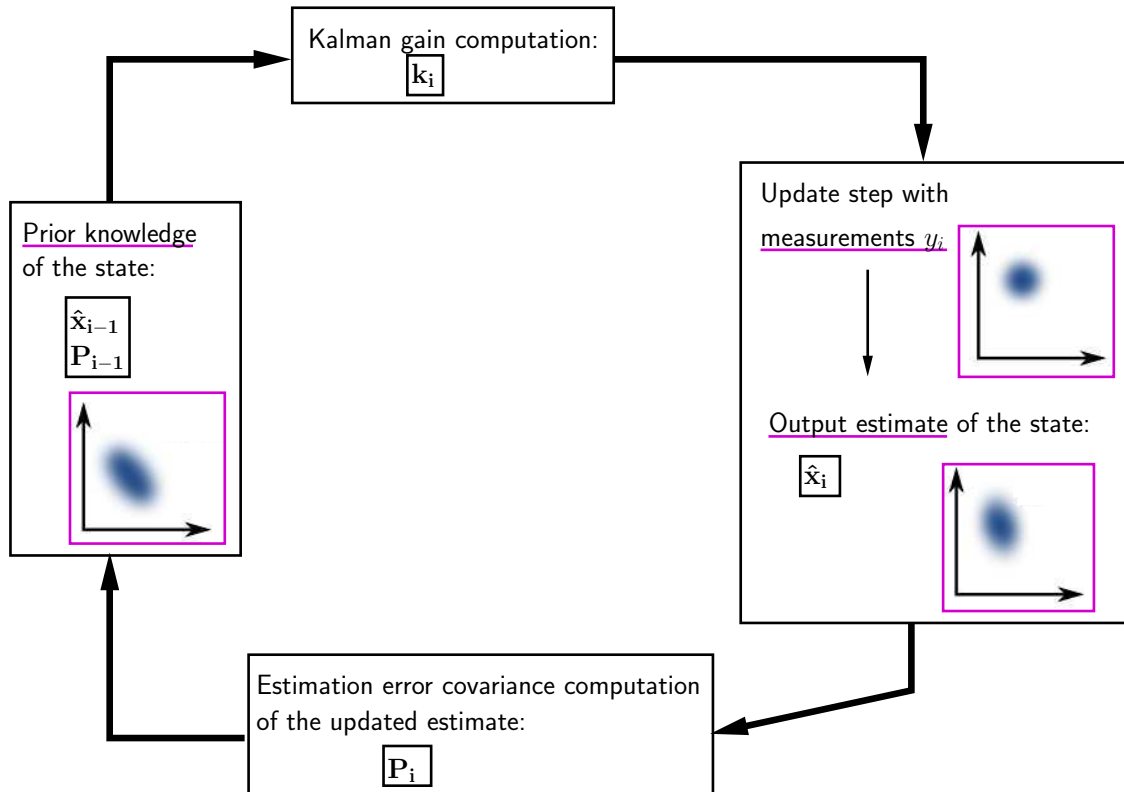 Kalman gain computation:
k_i
Prior knowledge
of the state:
x̂_{i−1}
P_{i−1}
Update step with
measurements y_i
Output estimate of the state:
x̂_i
Estimation error covariance computation
of the updated estimate:
P_i